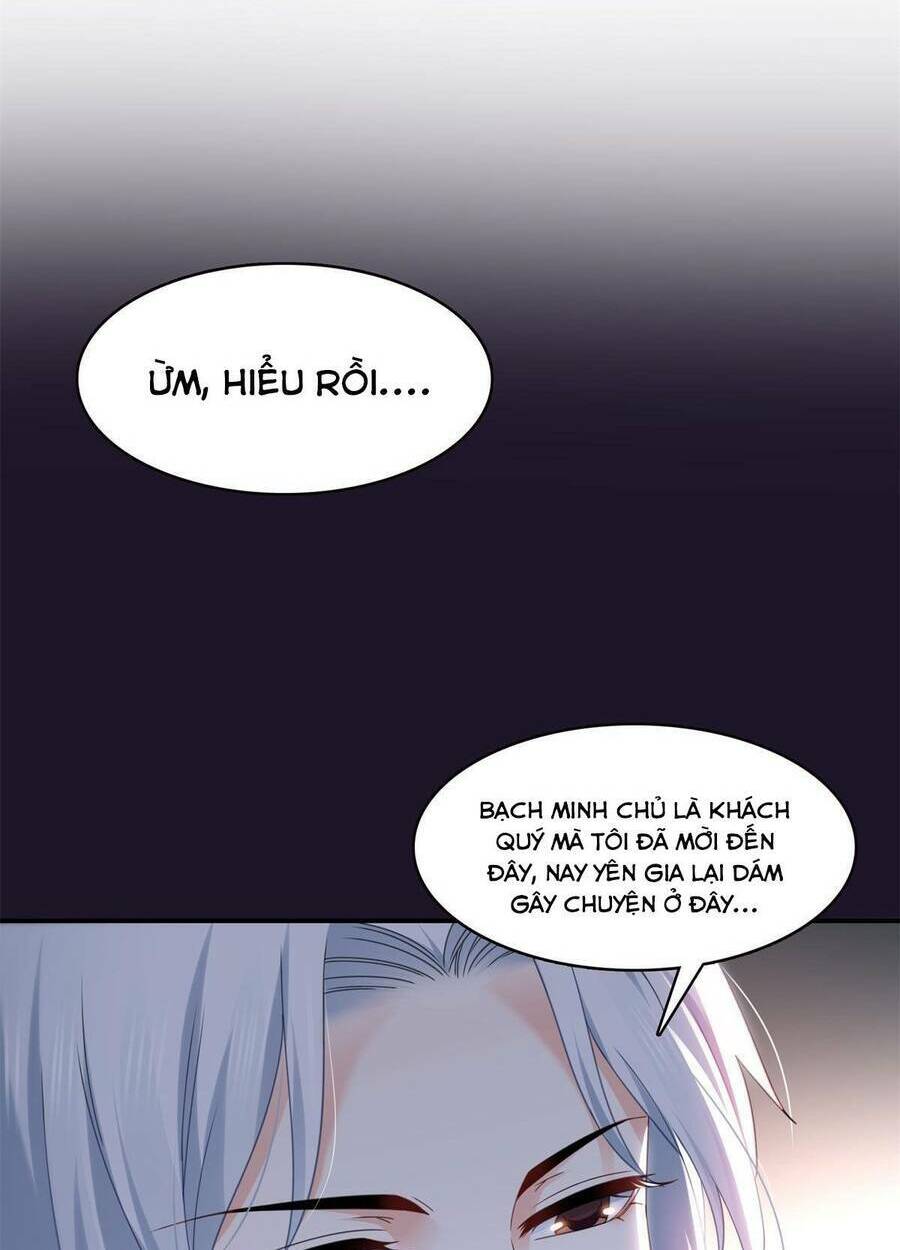 ỪM, HIỂU RỒI....
BẠCH MINH CHỦ LÀ KHÁCH
QUÝ MÀ TÔI ĐÃ MỜI ĐẾN
ĐÂY, NAY YÊN GIA LẠI DÁM
GÂY CHUYỆN Ở ĐÂY...